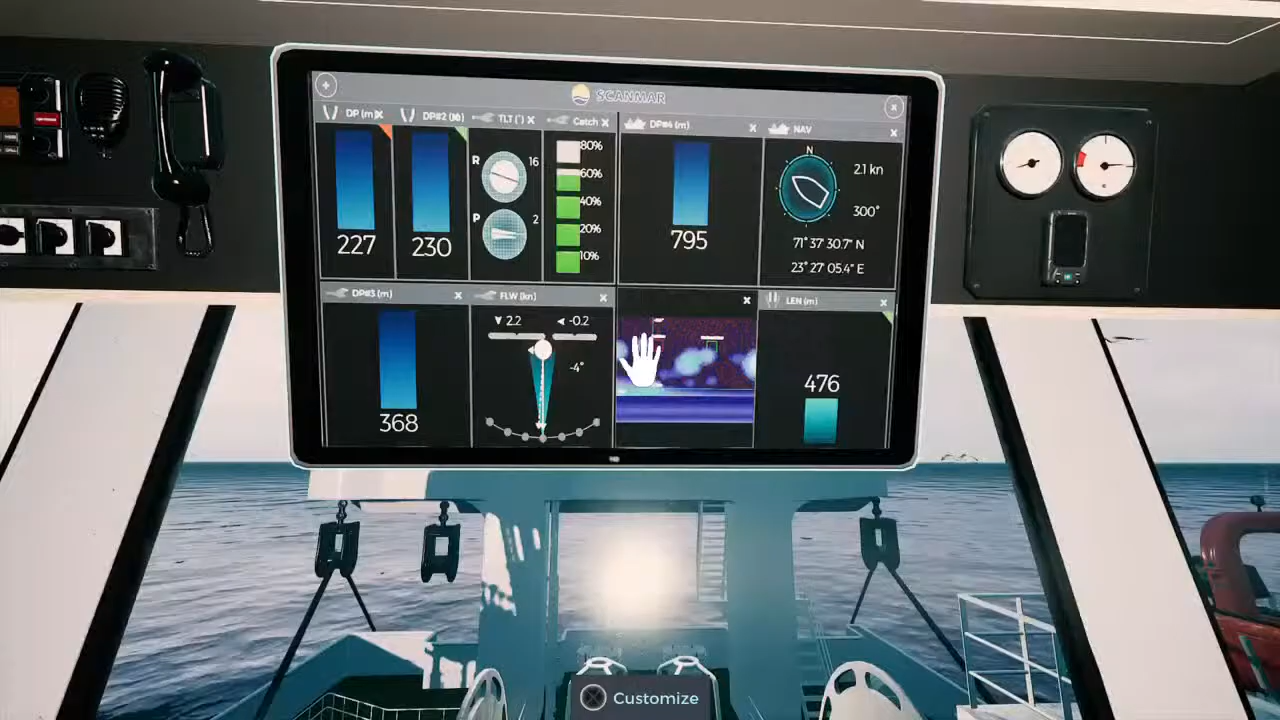 SCANMAR
DP (m)
DP#2 (m)
TLT (°)
Catch
DP#4 (m)
NAV
227
230
R
16
P
2
80%
60%
40%
20%
10%
795
N
2.1 kn
300°
71° 37' 30.7" N
23° 27' 05.4" E
DP#3 (m)
FLW (kn)
LEN (m)
368
2.2
-0.2
-4°
476
Customize